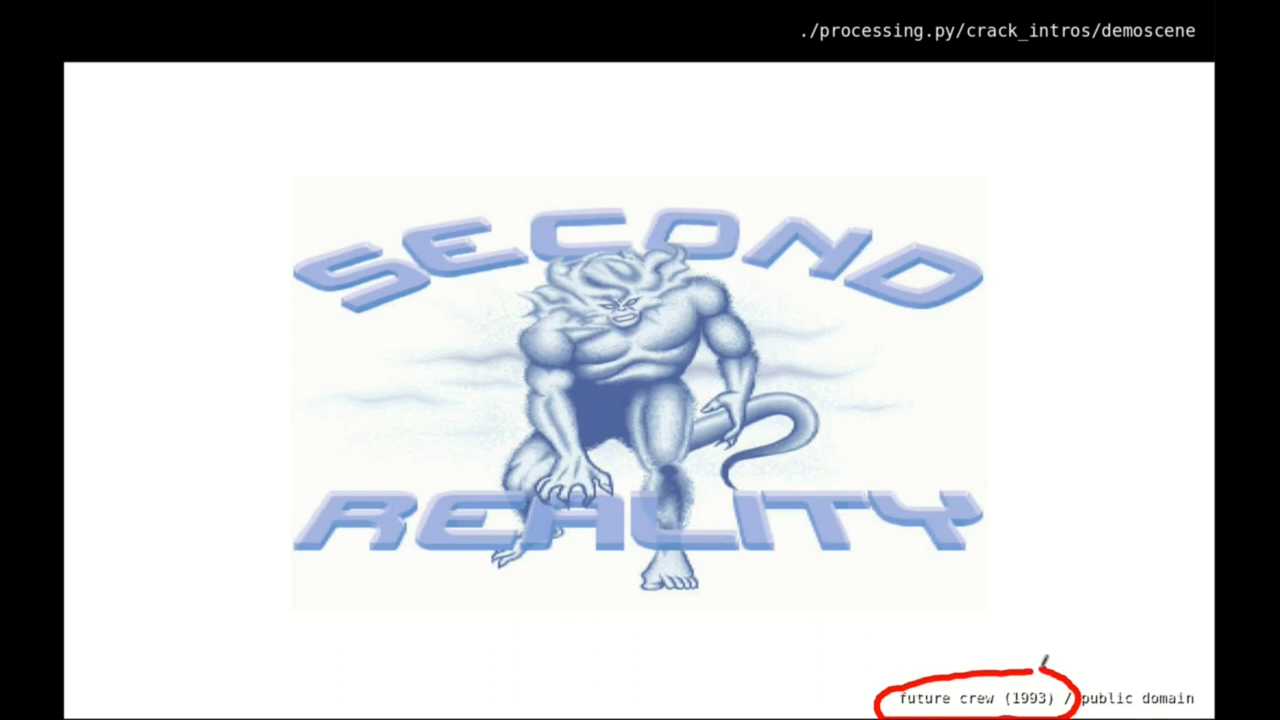 ./processing.py/crack_intros/demoscene
SECOND
REALITY
future crew (1993) / public domain